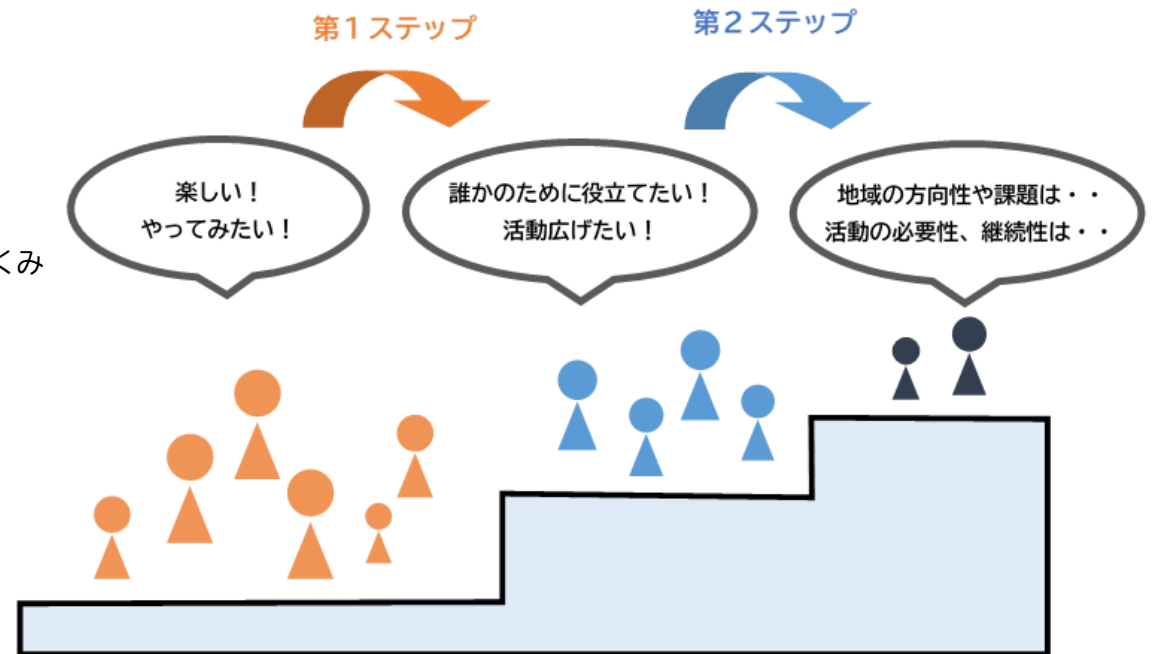 第1ステップ
第2ステップ
楽しい！
やってみたい！
誰かのために役立てたい！
活動広げたい！
地域の方向性や課題は・・
活動の必要性、継続性は・・
くみ